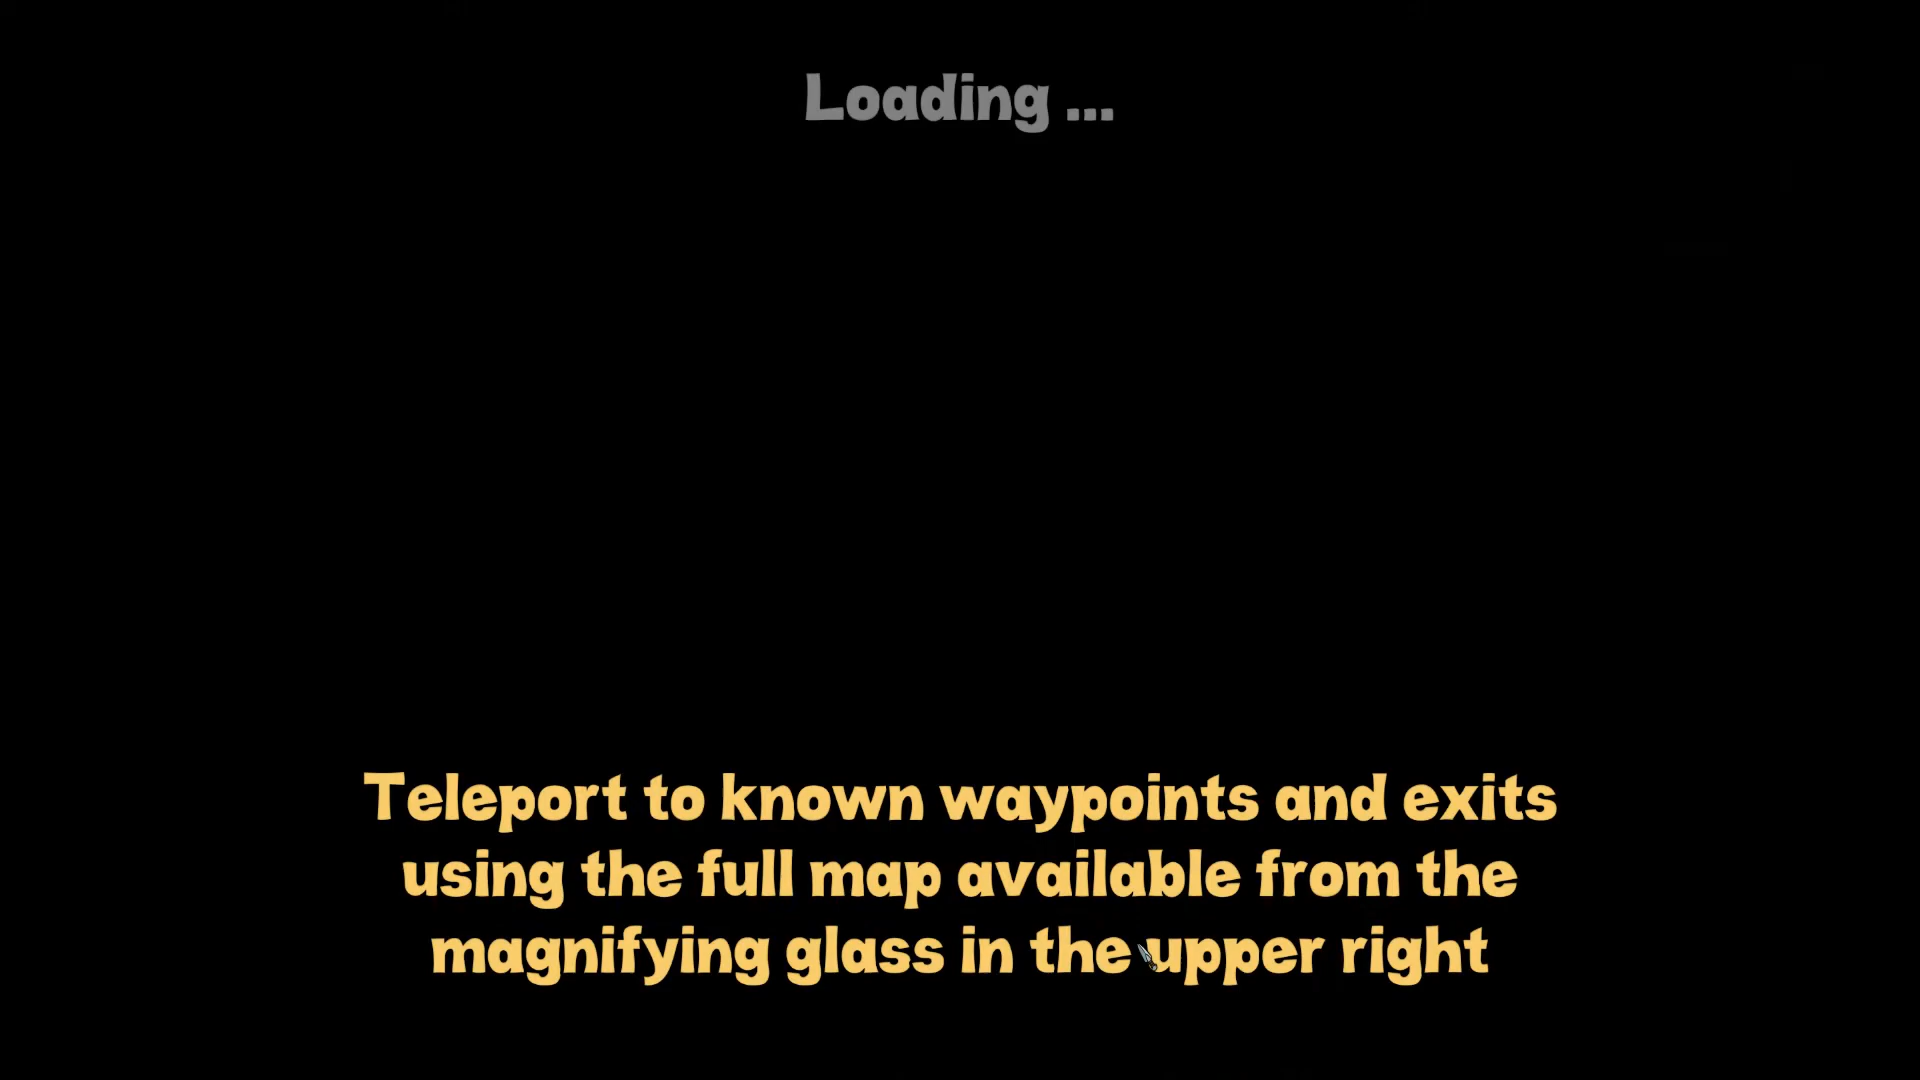 Loading ...
Teleport to known waypoints and exits
using the full map available from the
magnifying glass in the upper right